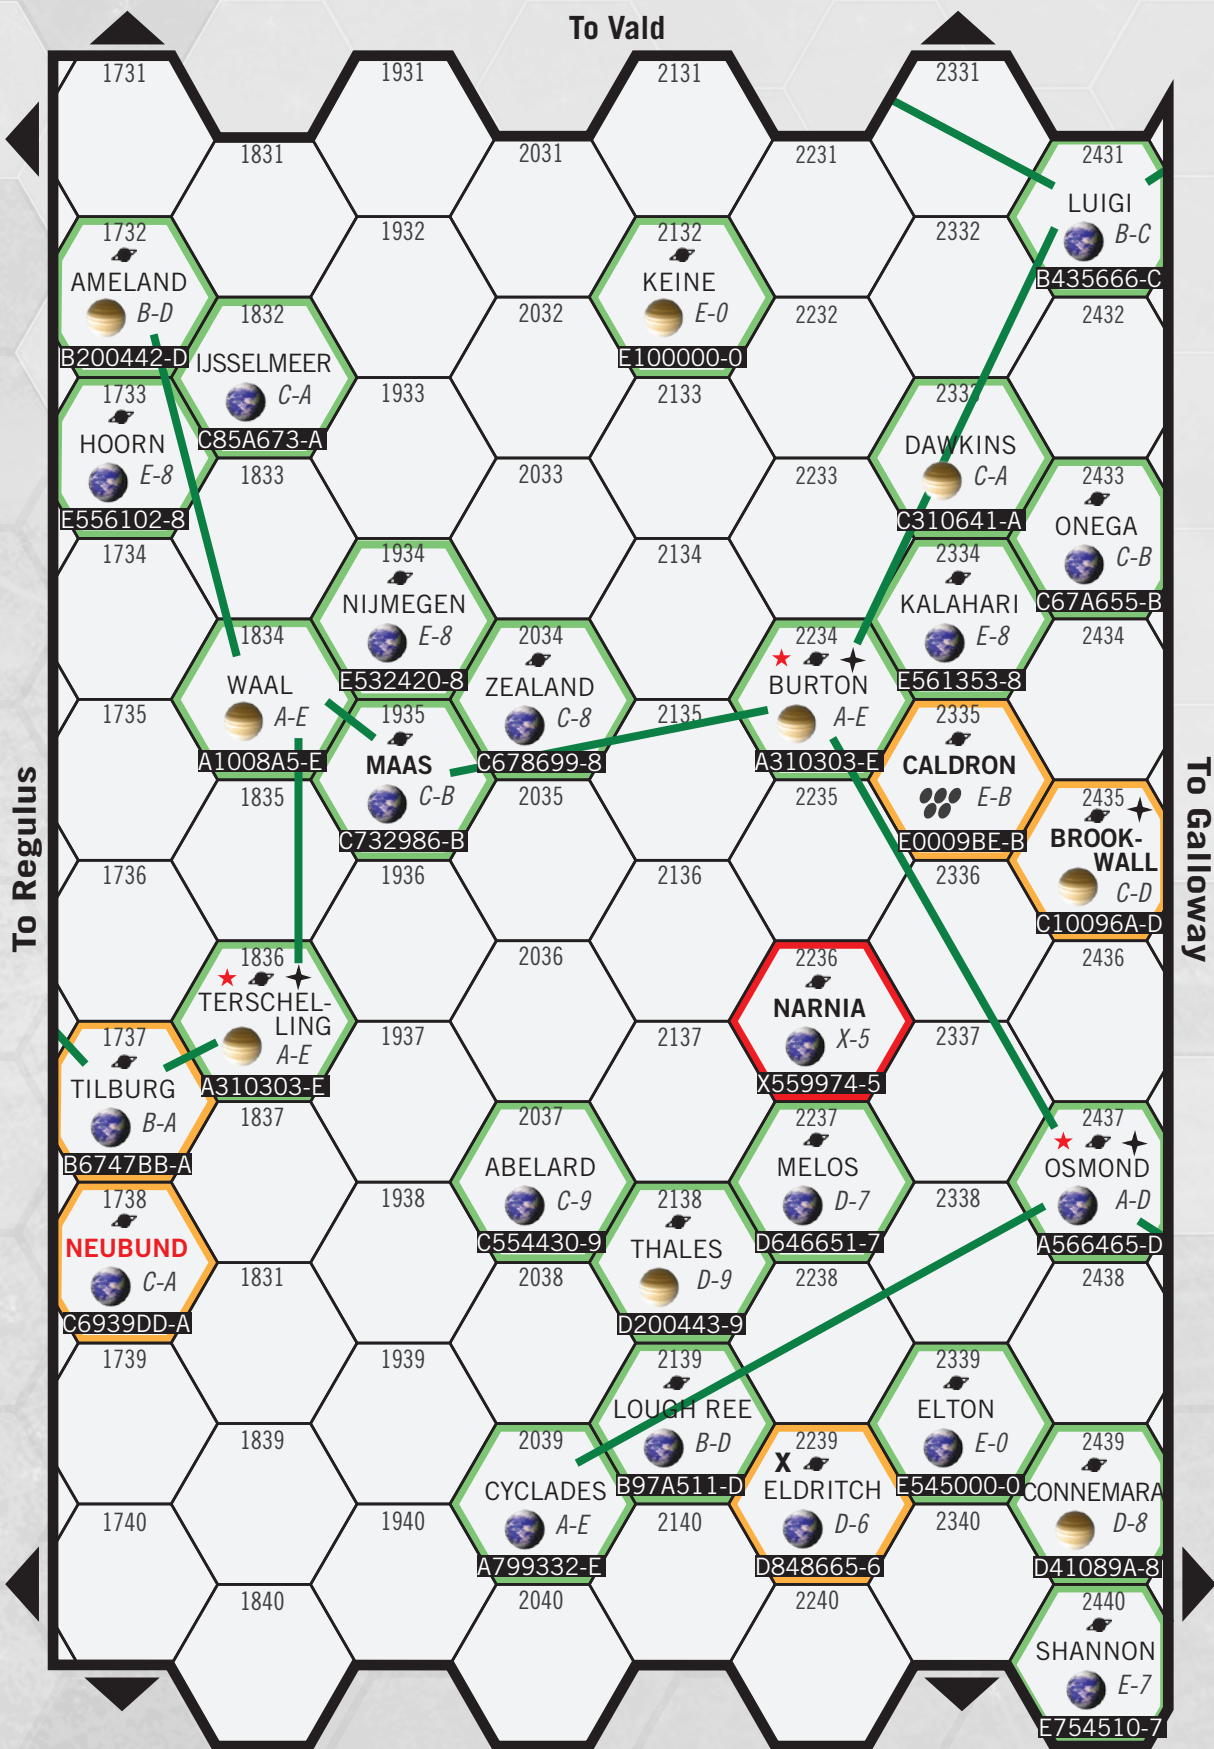 To Vald
1731
1931
2131
2331
1831
2031
2231
2431
LUIGI
B-C
B435666-C
1732
AMELAND
B-D
B200442-D
1932
2132
KEINE
E-0
E100000-0
2332
1832
IJSSELMEER
C-A
C85A673-A
2032
2232
2432
1733
HOORN
E-8
E556102-8
1933
2133
2333
DAWKINS
C-A
C310641-A
1833
2033
2233
2433
ONEGA
C-B
C67A655-B
1734
1934
NIJMEGEN
E-8
E532420-8
2134
2334
KALAHARI
E-8
E561353-8
1834
WAAL
A-E
A1008A5-E
2034
ZEALAND
C-8
C678699-8
2234
BURTON
A-E
A310303-E
2434
1735
1935
MAAS
C-B
C732986-B
2135
2335
CALDRON
E-B
E0009BE-B
1835
2035
2235
2435
BROOK-
WALL
C-D
C10096A-D
To Regulus
To Galloway
1736
1936
2136
2336
1836
TERSCHEL-
LING
A-E
A310303-E
2036
2236
NARNIA
X-5
X559974-5
2436
1737
TILBURG
B-A
B6747BB-A
1937
2137
2337
1837
2037
ABELARD
C-9
C554430-9
2237
MELOS
D-7
D646651-7
2437
OSMOND
A-D
A566465-D
1738
NEUBUND
C-A
C6939DD-A
1938
2138
THALES
D-9
D200443-9
2338
1831
2038
2238
2438
1739
1939
2139
LOUGH REE
B-D
B97A511-D
2339
ELTON
E-0
E545000-0
1839
2039
CYCLADES
A-E
A799332-E
2239
X
ELDRITCH
D-6
D848665-6
2439
CONNEMARA
D-8
D41089A-8
1740
1940
2140
2340
1840
2040
2240
2440
SHANNON
E-7
E754510-7